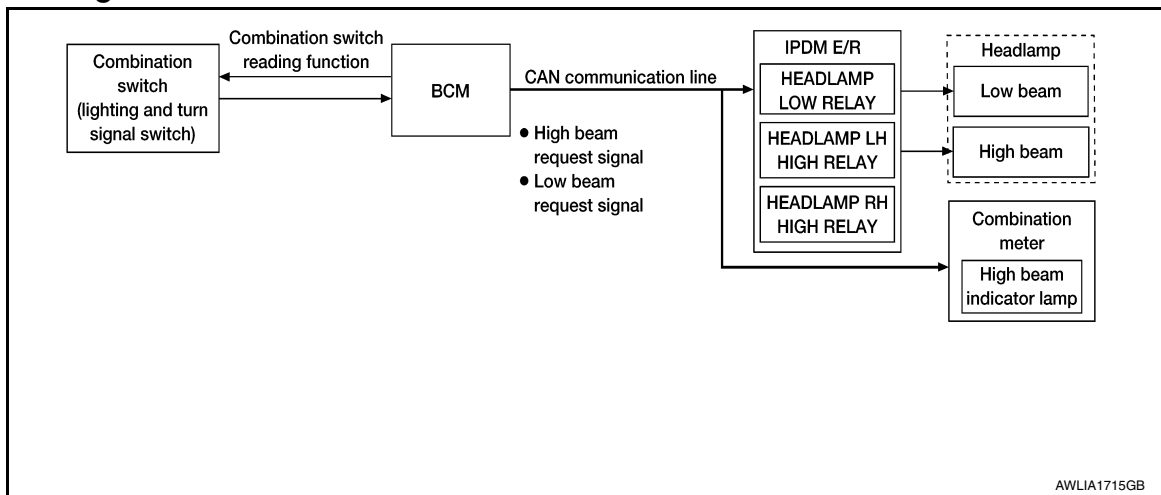 Combination
switch
(lighting and turn
signal switch)
Combination switch
reading function
BCM
CAN communication line
● High beam
request signal
● Low beam
request signal
IPDM E/R
HEADLAMP
LOW RELAY
HEADLAMP LH
HIGH RELAY
HEADLAMP RH
HIGH RELAY
Headlamp
Low beam
High beam
Combination
meter
High beam
indicator lamp
AWLIA1715GB